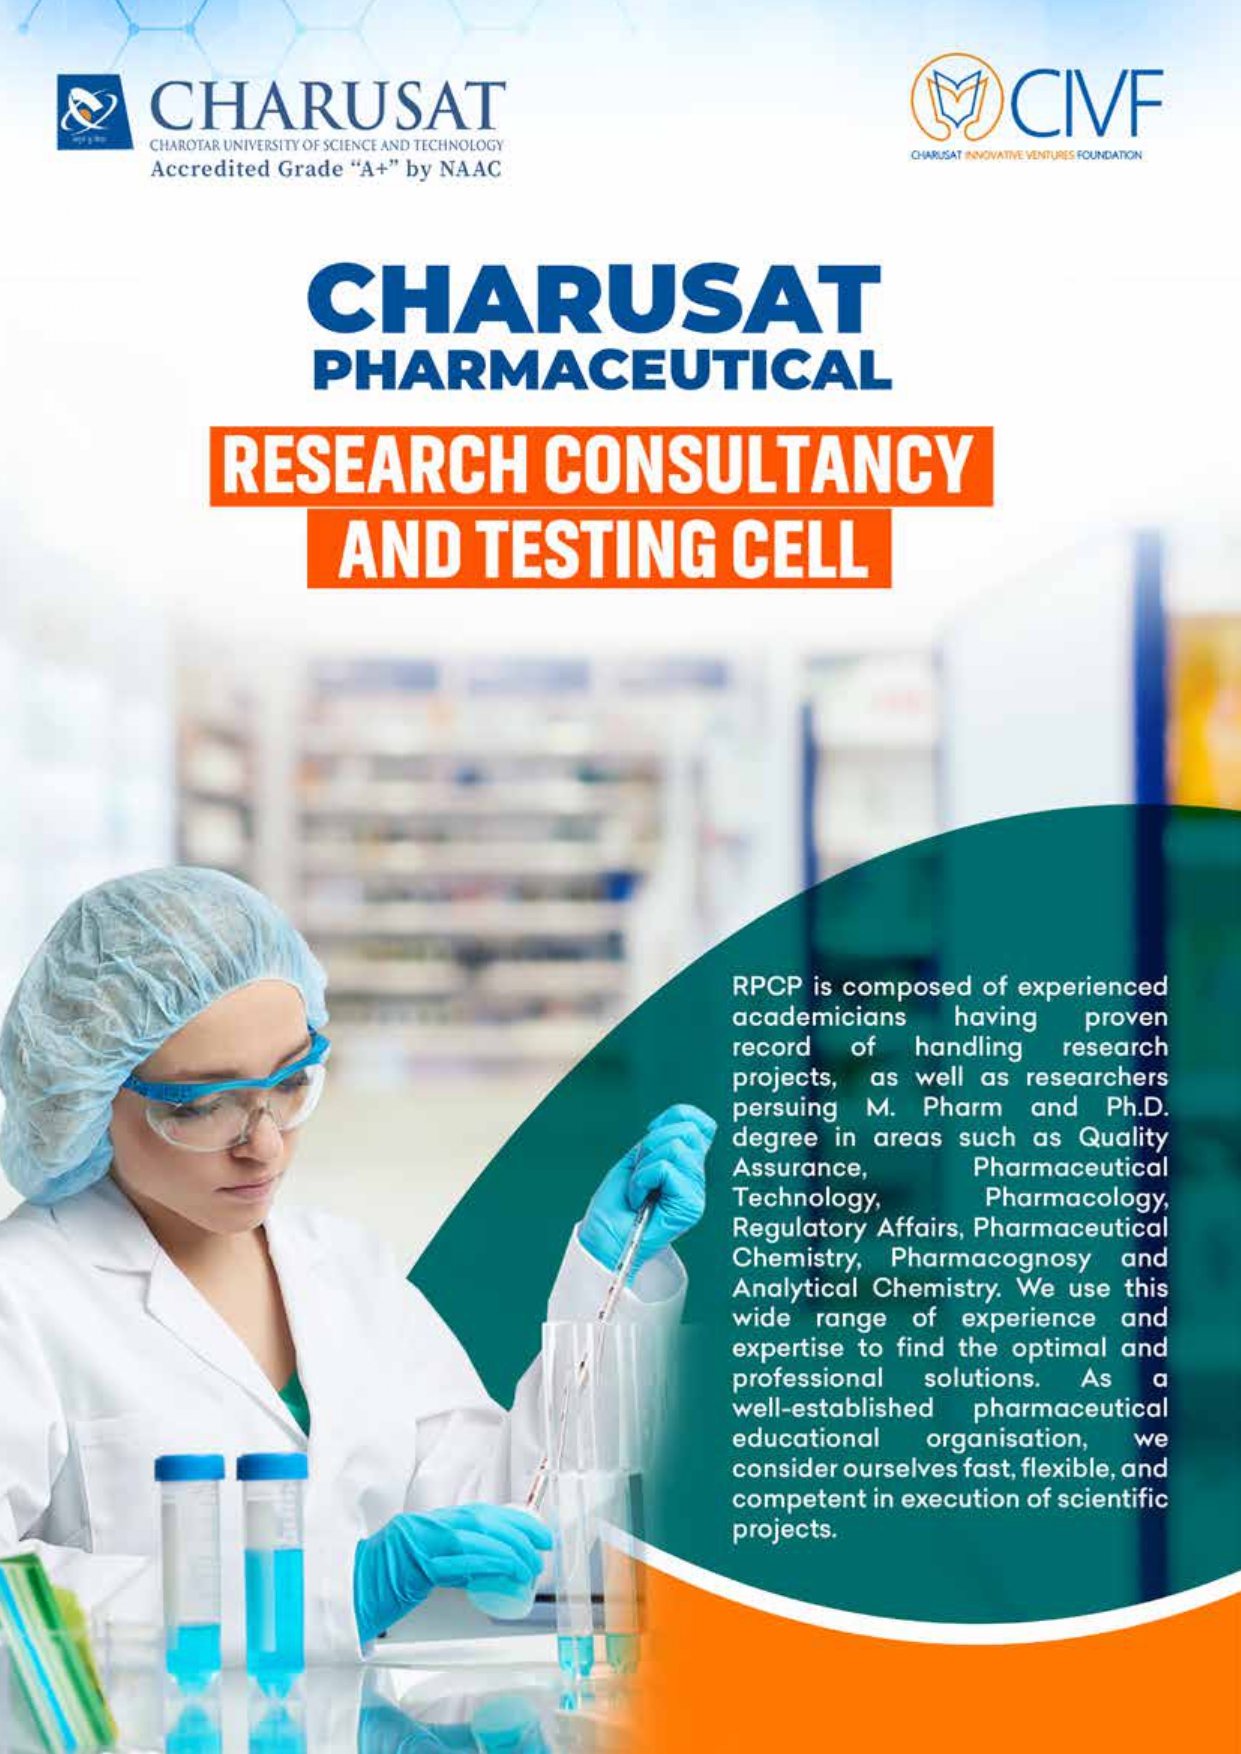 CHARUSAT
CHAROTAR UNIVERSITY OF SCIENCE AND TECHNOLOGY
Accredited Grade “A+” by NAAC
CIVF
CHARUSAT INNOVATIVE VENTURES FOUNDATION
CHARUSAT
PHARMACEUTICAL
RESEARCH CONSULTANCY
AND TESTING CELL
RPCP is composed of experienced
academicians having proven
record of handling research
projects, as well as researchers
persuing M. Pharm and Ph.D.
degree in areas such as Quality
Assurance, Pharmaceutical
Technology, Pharmacology,
Regulatory Affairs, Pharmaceutical
Chemistry, Pharmacognosy and
Analytical Chemistry. We use this
wide range of experience and
expertise to find the optimal and
professional solutions. As a
well-established pharmaceutical
educational organisation, we
consider ourselves fast, flexible, and
competent in execution of scientific
projects.